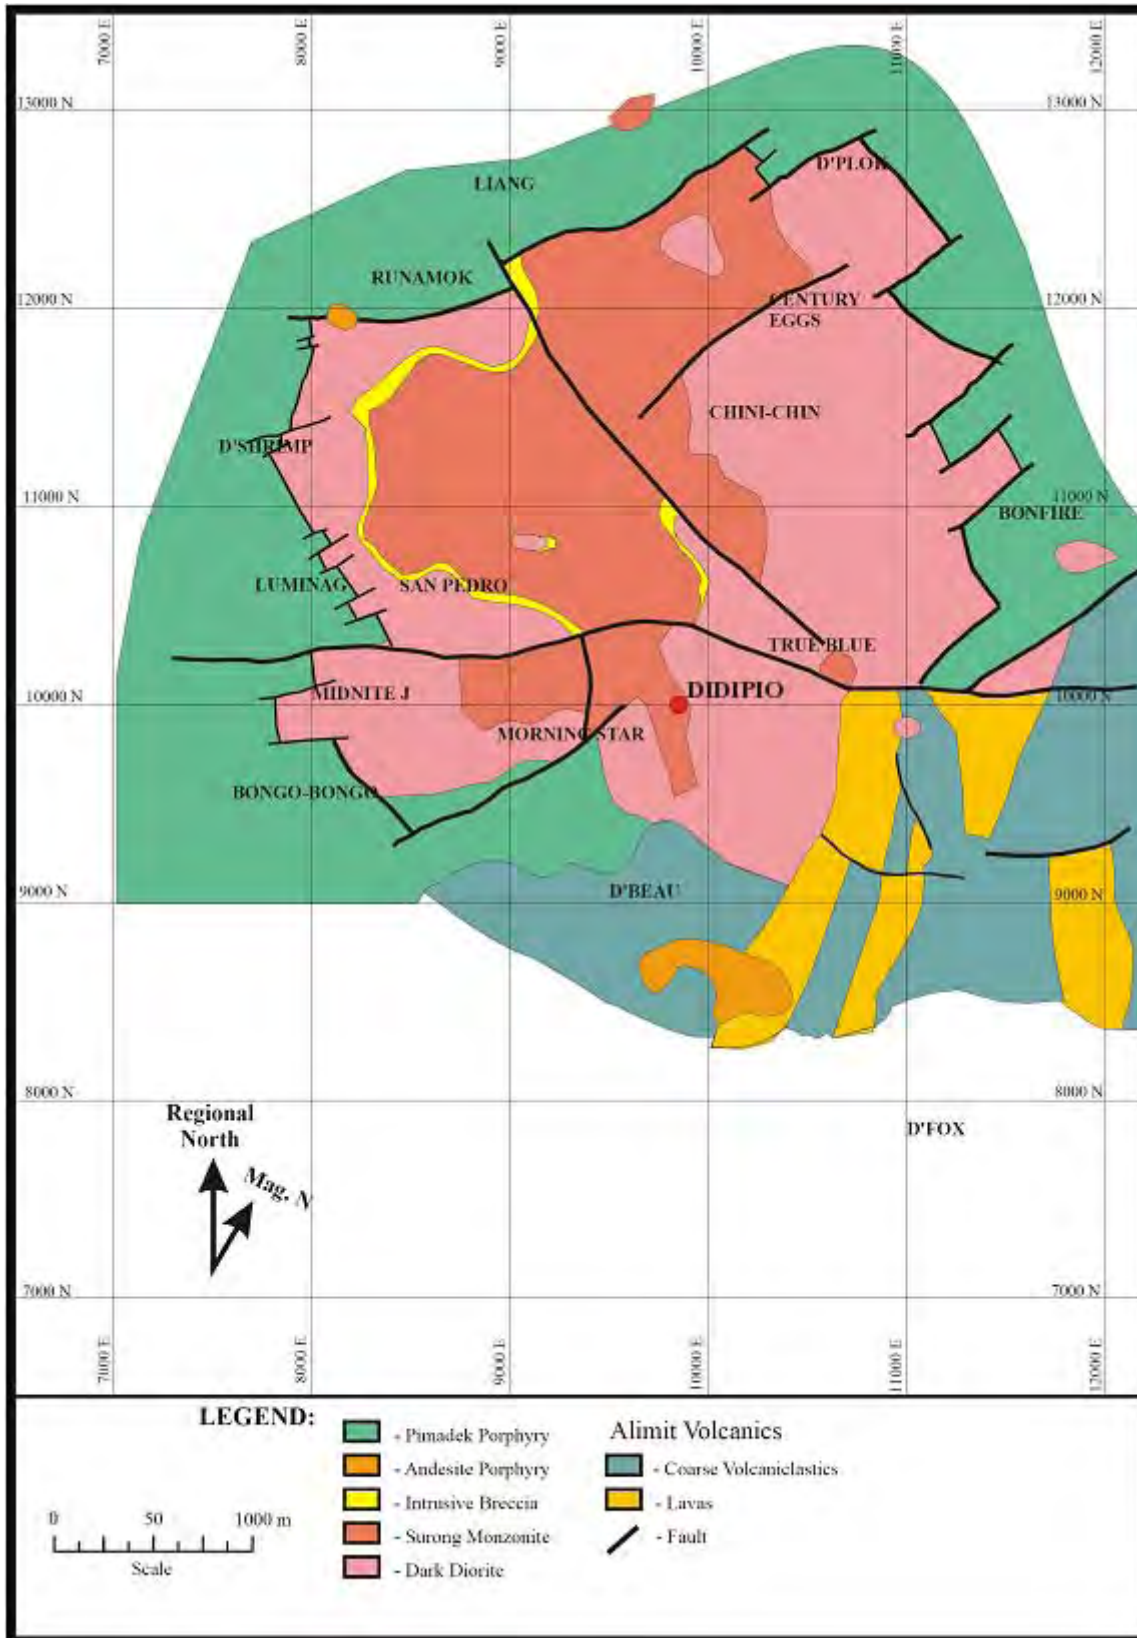 7000 E
8000 E
9000 E
10000 E
11000 E
12000 E
13000 N
13000 N
D'PLOK
LIANG
RUNAMOK
12000 N
CENTURY
EGGS
12000 N
CHINI-CHIN
D'SHRIMP
11000 N
11000 N
BONFIRE
LUMINAG
SAN PEDRO
TRUE BLUE
10000 N
MIDNITE J
DIDIPIO
10000 N
MORNING STAR
BONGO-BONGO
9000 N
D'BEAU
9000 N
8000 N
8000 N
Regional
North
Mag. N
D'FOX
7000 N
7000 N
7000 E
8000 E
9000 E
10000 E
11000 E
12000 E
LEGEND:
- Pimadek Porphyry
- Andesite Porphyry
- Intrusive Breccia
- Surong Monzonite
- Dark Diorite
Alimit Volcanics
- Coarse Volcaniclastics
- Lavas
- Fault
0 50 1000 m
Scale